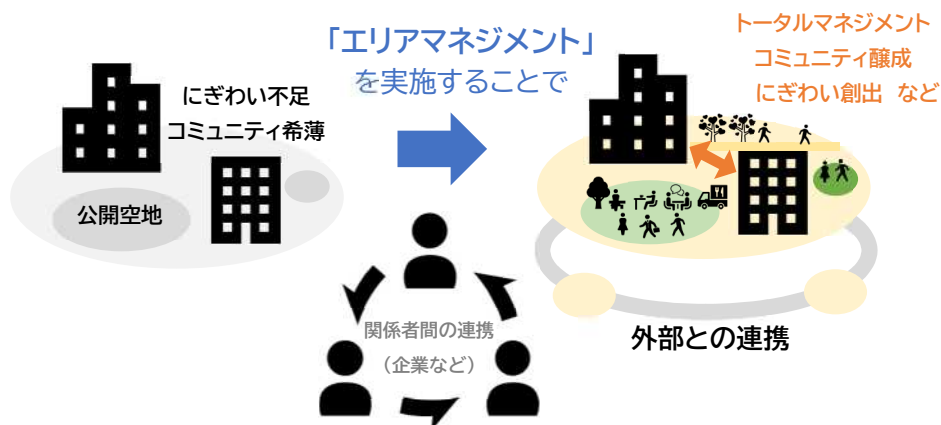 にぎわい不足
コミュニティ希薄
公開空地
「エリアマネジメント」
を実施することで
関係者間の連携
（企業など）
トータルマネジメント
コミュニティ醸成
にぎわい創出 など
外部との連携